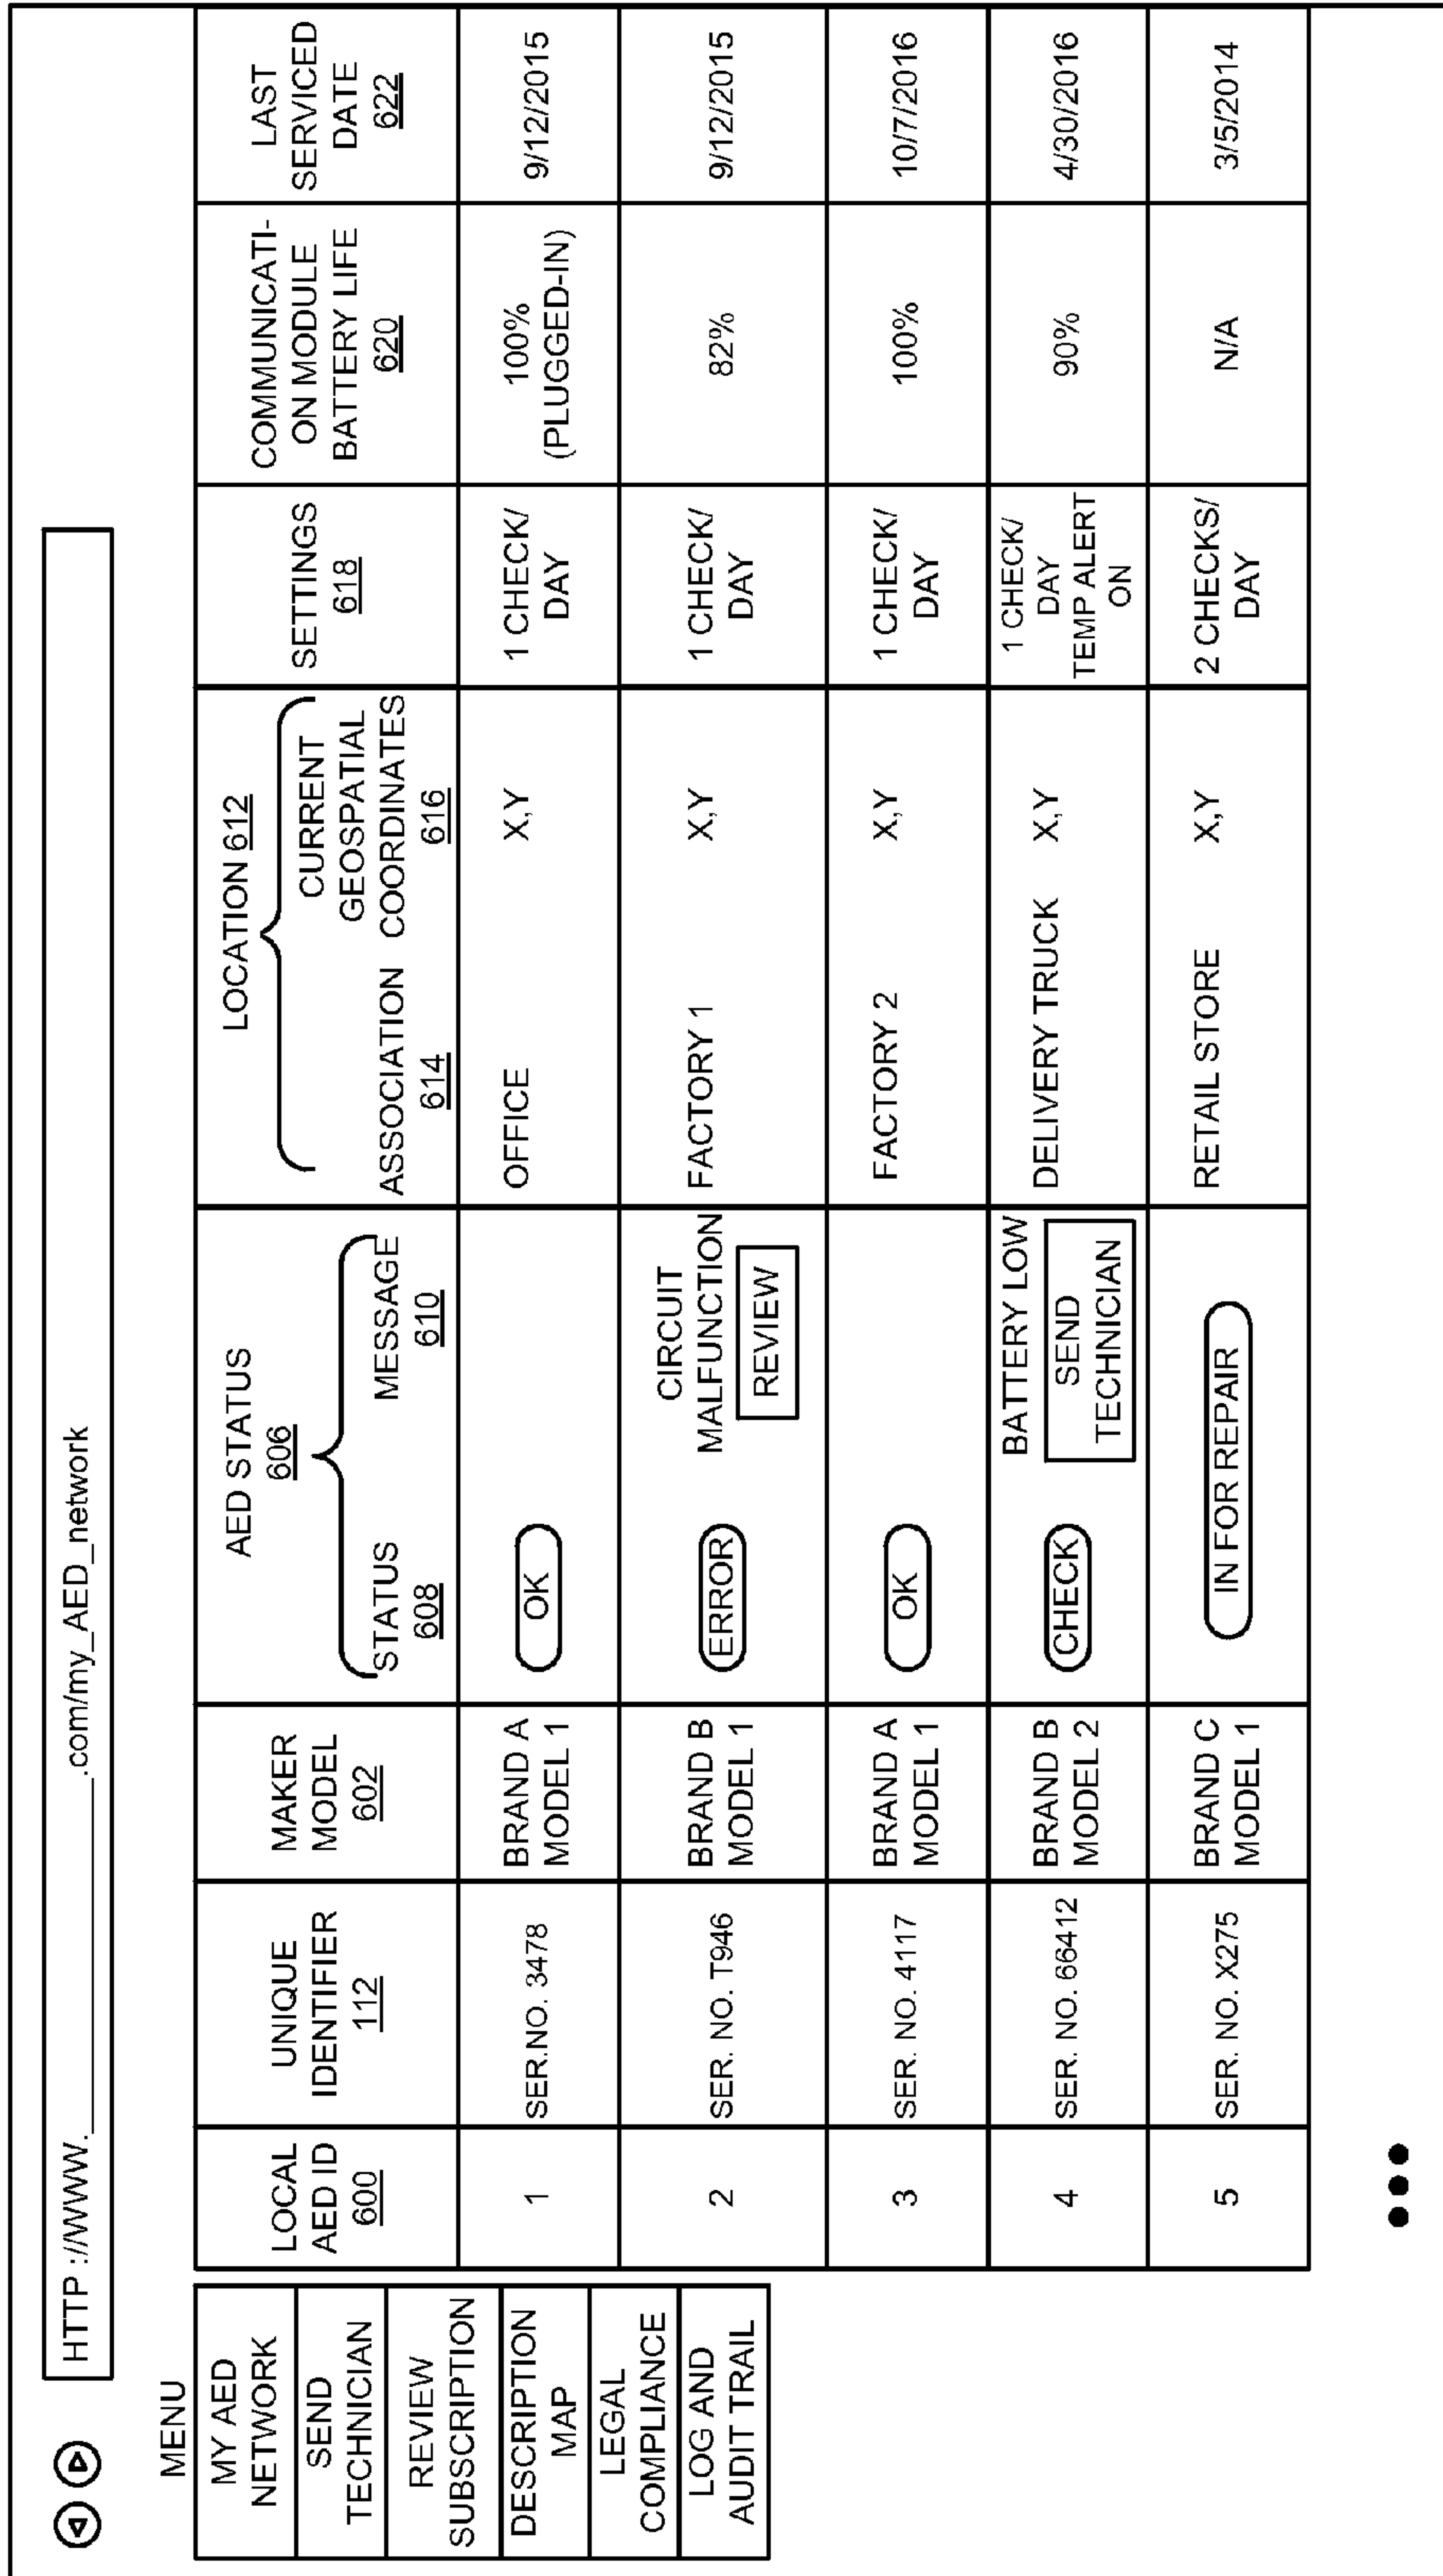 HTTP ://WWW.____________________.com/my_AED_network
MENU
MY AED
NETWORK
SEND
TECHNICIAN
REVIEW
SUBSCRIPTION
DESCRIPTION
MAP
LEGAL
COMPLIANCE
LOG AND
AUDIT TRAIL
LOCAL
AED ID
600
UNIQUE
IDENTIFIER
112
MAKER
MODEL
602
AED STATUS
606
STATUS
608
MESSAGE
610
LOCATION 612
ASSOCIATION
614
CURRENT
GEOSPATIAL
COORDINATES
616
SETTINGS
618
COMMUNICATI-
ON MODULE
BATTERY LIFE
620
LAST
SERVICED
DATE
622
1
SER.NO. 3478
BRAND A
MODEL 1
OK
OFFICE
X,Y
1 CHECK/
DAY
100%
(PLUGGED-IN)
9/12/2015
2
SER. NO. T946
BRAND B
MODEL 1
ERROR
CIRCUIT
MALFUNCTION
REVIEW
FACTORY 1
X,Y
1 CHECK/
DAY
82%
9/12/2015
3
SER. NO. 4117
BRAND A
MODEL 1
OK
FACTORY 2
X,Y
1 CHECK/
DAY
100%
10/7/2016
4
SER. NO. 66412
BRAND B
MODEL 2
CHECK
BATTERY LOW
SEND
TECHNICIAN
DELIVERY TRUCK
X,Y
1 CHECK/
DAY
TEMP ALERT
ON
90%
4/30/2016
5
SER. NO. X275
BRAND C
MODEL 1
IN FOR REPAIR
RETAIL STORE
X,Y
2 CHECKS/
DAY
N/A
3/5/2014